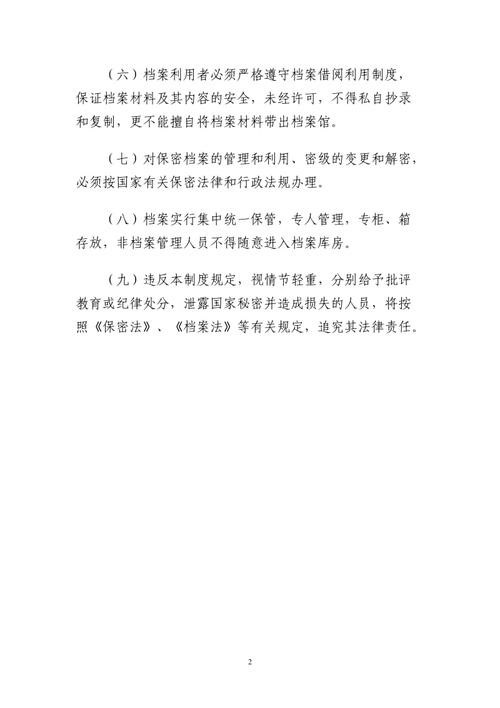 （六）档案利用者必须严格遵守档案借阅利用制度，
保证档案材料及其内容的安全，未经许可，不得私自抄录
和复制，更不能擅自将档案材料带出档案馆。
（七）对保密档案的管理和利用、密级的变更和解密，
必须按国家有关保密法律和行政法规办理。
（八）档案实行集中统一保管，专人管理，专柜、箱
存放，非档案管理人员不得随意进入档案库房。
（九）违反本制度规定，视情节轻重，分别给予批评
教育或纪律处分，泄露国家秘密并造成损失的人员，将按
照《保密法》、《档案法》等有关规定，追究其法律责任。
2